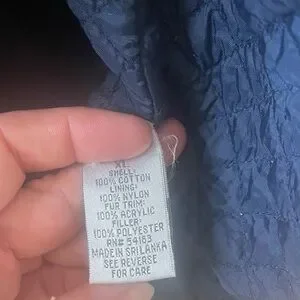 XL
SHELL:
100% COTTON
LINING:
100% NYLON
FUR TRIM:
100% ACRYLIC
FILLER:
100% POLYESTER
RN# 54163
MADE IN SRI LANKA
SEE REVERSE
FOR CARE